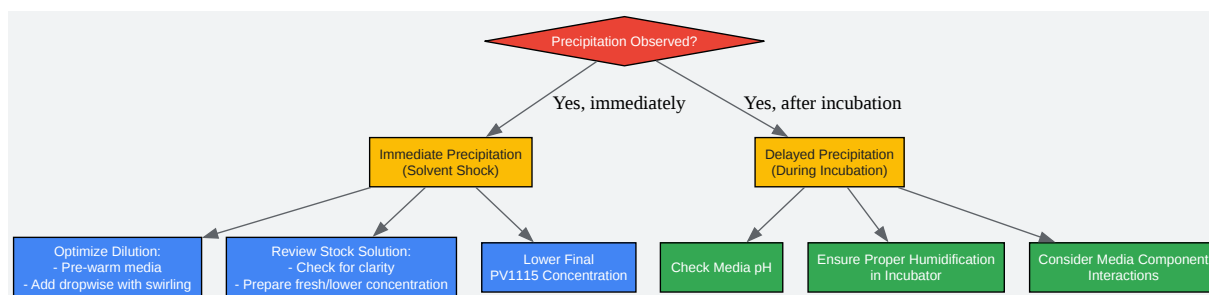 Precipitation Observed?
Yes, immediately
Yes, after incubation
Immediate Precipitation
(Solvent Shock)
Delayed Precipitation
(During Incubation)
Optimize Dilution:
- Pre-warm media
- Add dropwise with swirling
Review Stock Solution:
- Check for clarity
- Prepare fresh/lower concentration
Lower Final
PV1115 Concentration
Check Media pH
Ensure Proper Humidification
in Incubator
Consider Media Component
Interactions